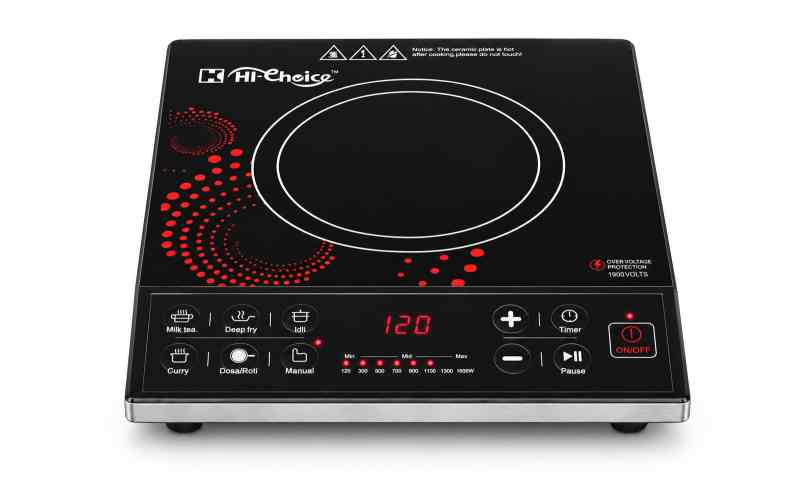 Notice: The ceramic plate is hot
after cooking,please do not touch!
HI-Choice™
OVER VOLTAGE
PROTECTION
1900VOLTS
Milk tea.
Deep fry
Idli
120
Timer
ON/OFF
Curry
Dosa/Roti
Manual
Min Mid Max
120 300 500 700 900 1100 1300 1600W
Pause